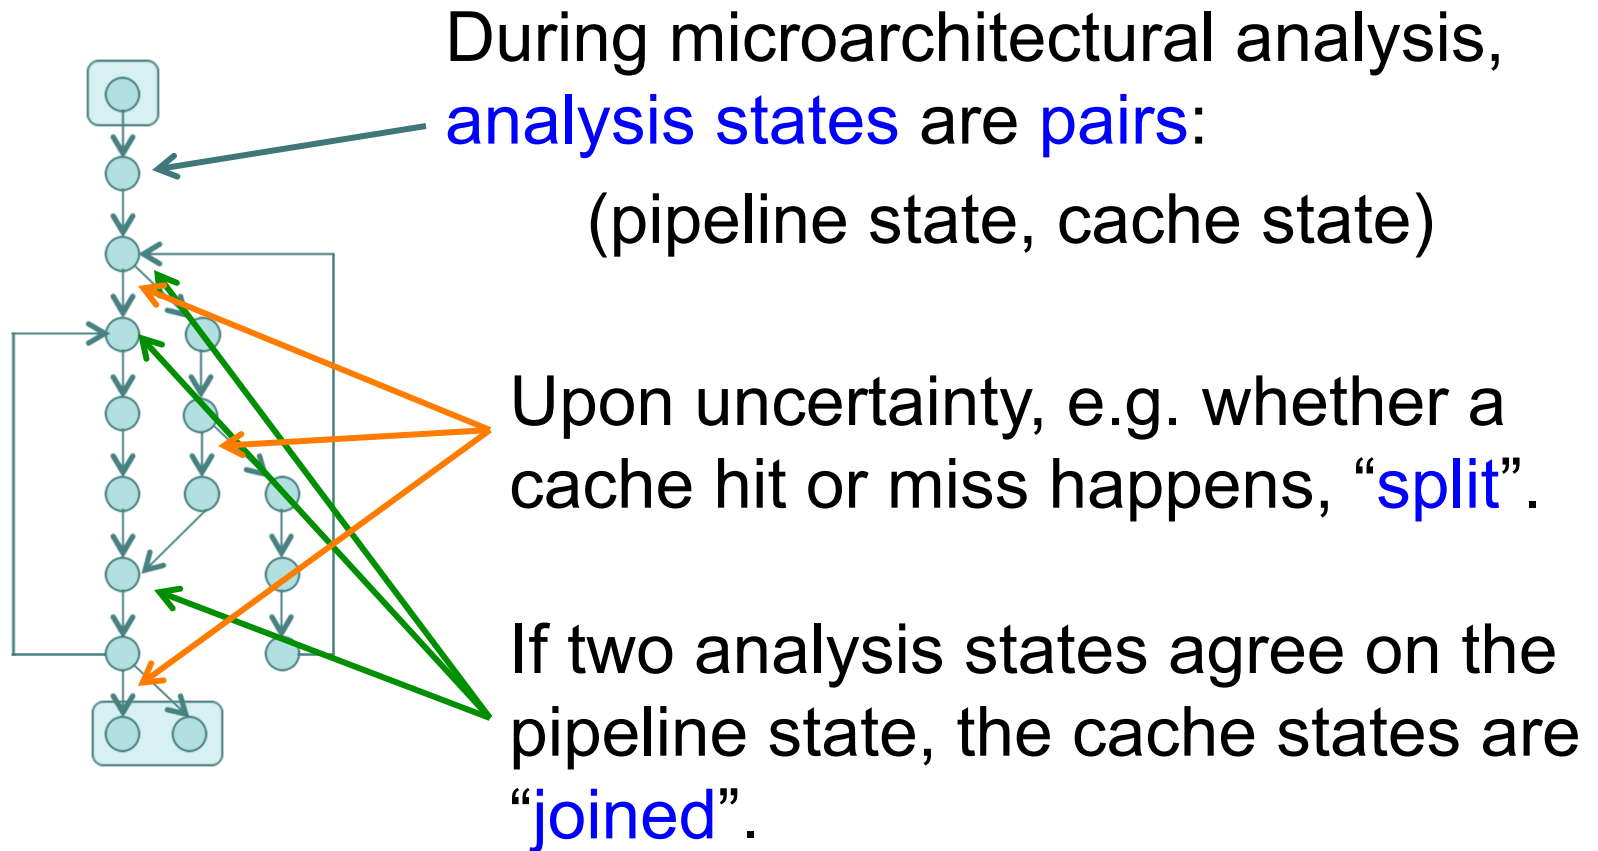 During microarchitectural analysis,
analysis states are pairs:
(pipeline state, cache state)
Upon uncertainty, e.g. whether a
cache hit or miss happens, “split”.
If two analysis states agree on the
pipeline state, the cache states are
“joined”.